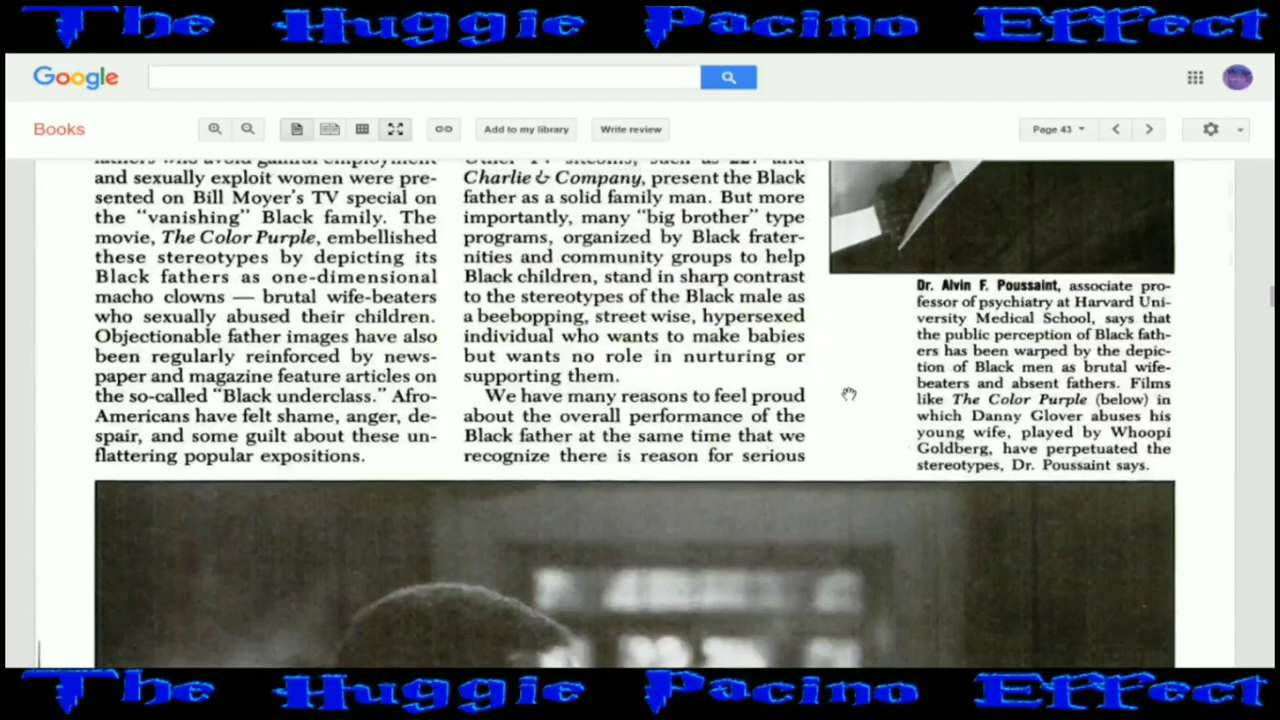 The Huggie Pacino Effect
Google
Books
Add to my library
Write review
Page 43
fathers who avoid gainful employment
and sexually exploit women were pre-
sented on Bill Moyer's TV special on
the "vanishing" Black family. The
movie, The Color Purple, embellished
these stereotypes by depicting its
Black fathers as one-dimensional
macho clowns — brutal wife-beaters
who sexually abused their children.
Objectionable father images have also
been regularly reinforced by news-
paper and magazine feature articles on
the so-called "Black underclass." Afro-
Americans have felt shame, anger, de-
spair, and some guilt about these un-
flattering popular expositions.
Other TV sitcoms, such as 227 and
Charlie & Company, present the Black
father as a solid family man. But more
importantly, many "big brother" type
programs, organized by Black frater-
nities and community groups to help
Black children, stand in sharp contrast
to the stereotypes of the Black male as
a beebopping, street wise, hypersexed
individual who wants to make babies
but wants no role in nurturing or
supporting them.
We have many reasons to feel proud
about the overall performance of the
Black father at the same time that we
recognize there is reason for serious
Dr. Alvin F. Poussaint, associate pro-
fessor of psychiatry at Harvard Uni-
versity Medical School, says that
the public perception of Black fath-
ers has been warped by the depic-
tion of Black men as brutal wife-
beaters and absent fathers. Films
like The Color Purple (below) in
which Danny Glover abuses his
young wife, played by Whoopi
Goldberg, have perpetuated the
stereotypes, Dr. Poussaint says.
The Huggie Pacino Effect